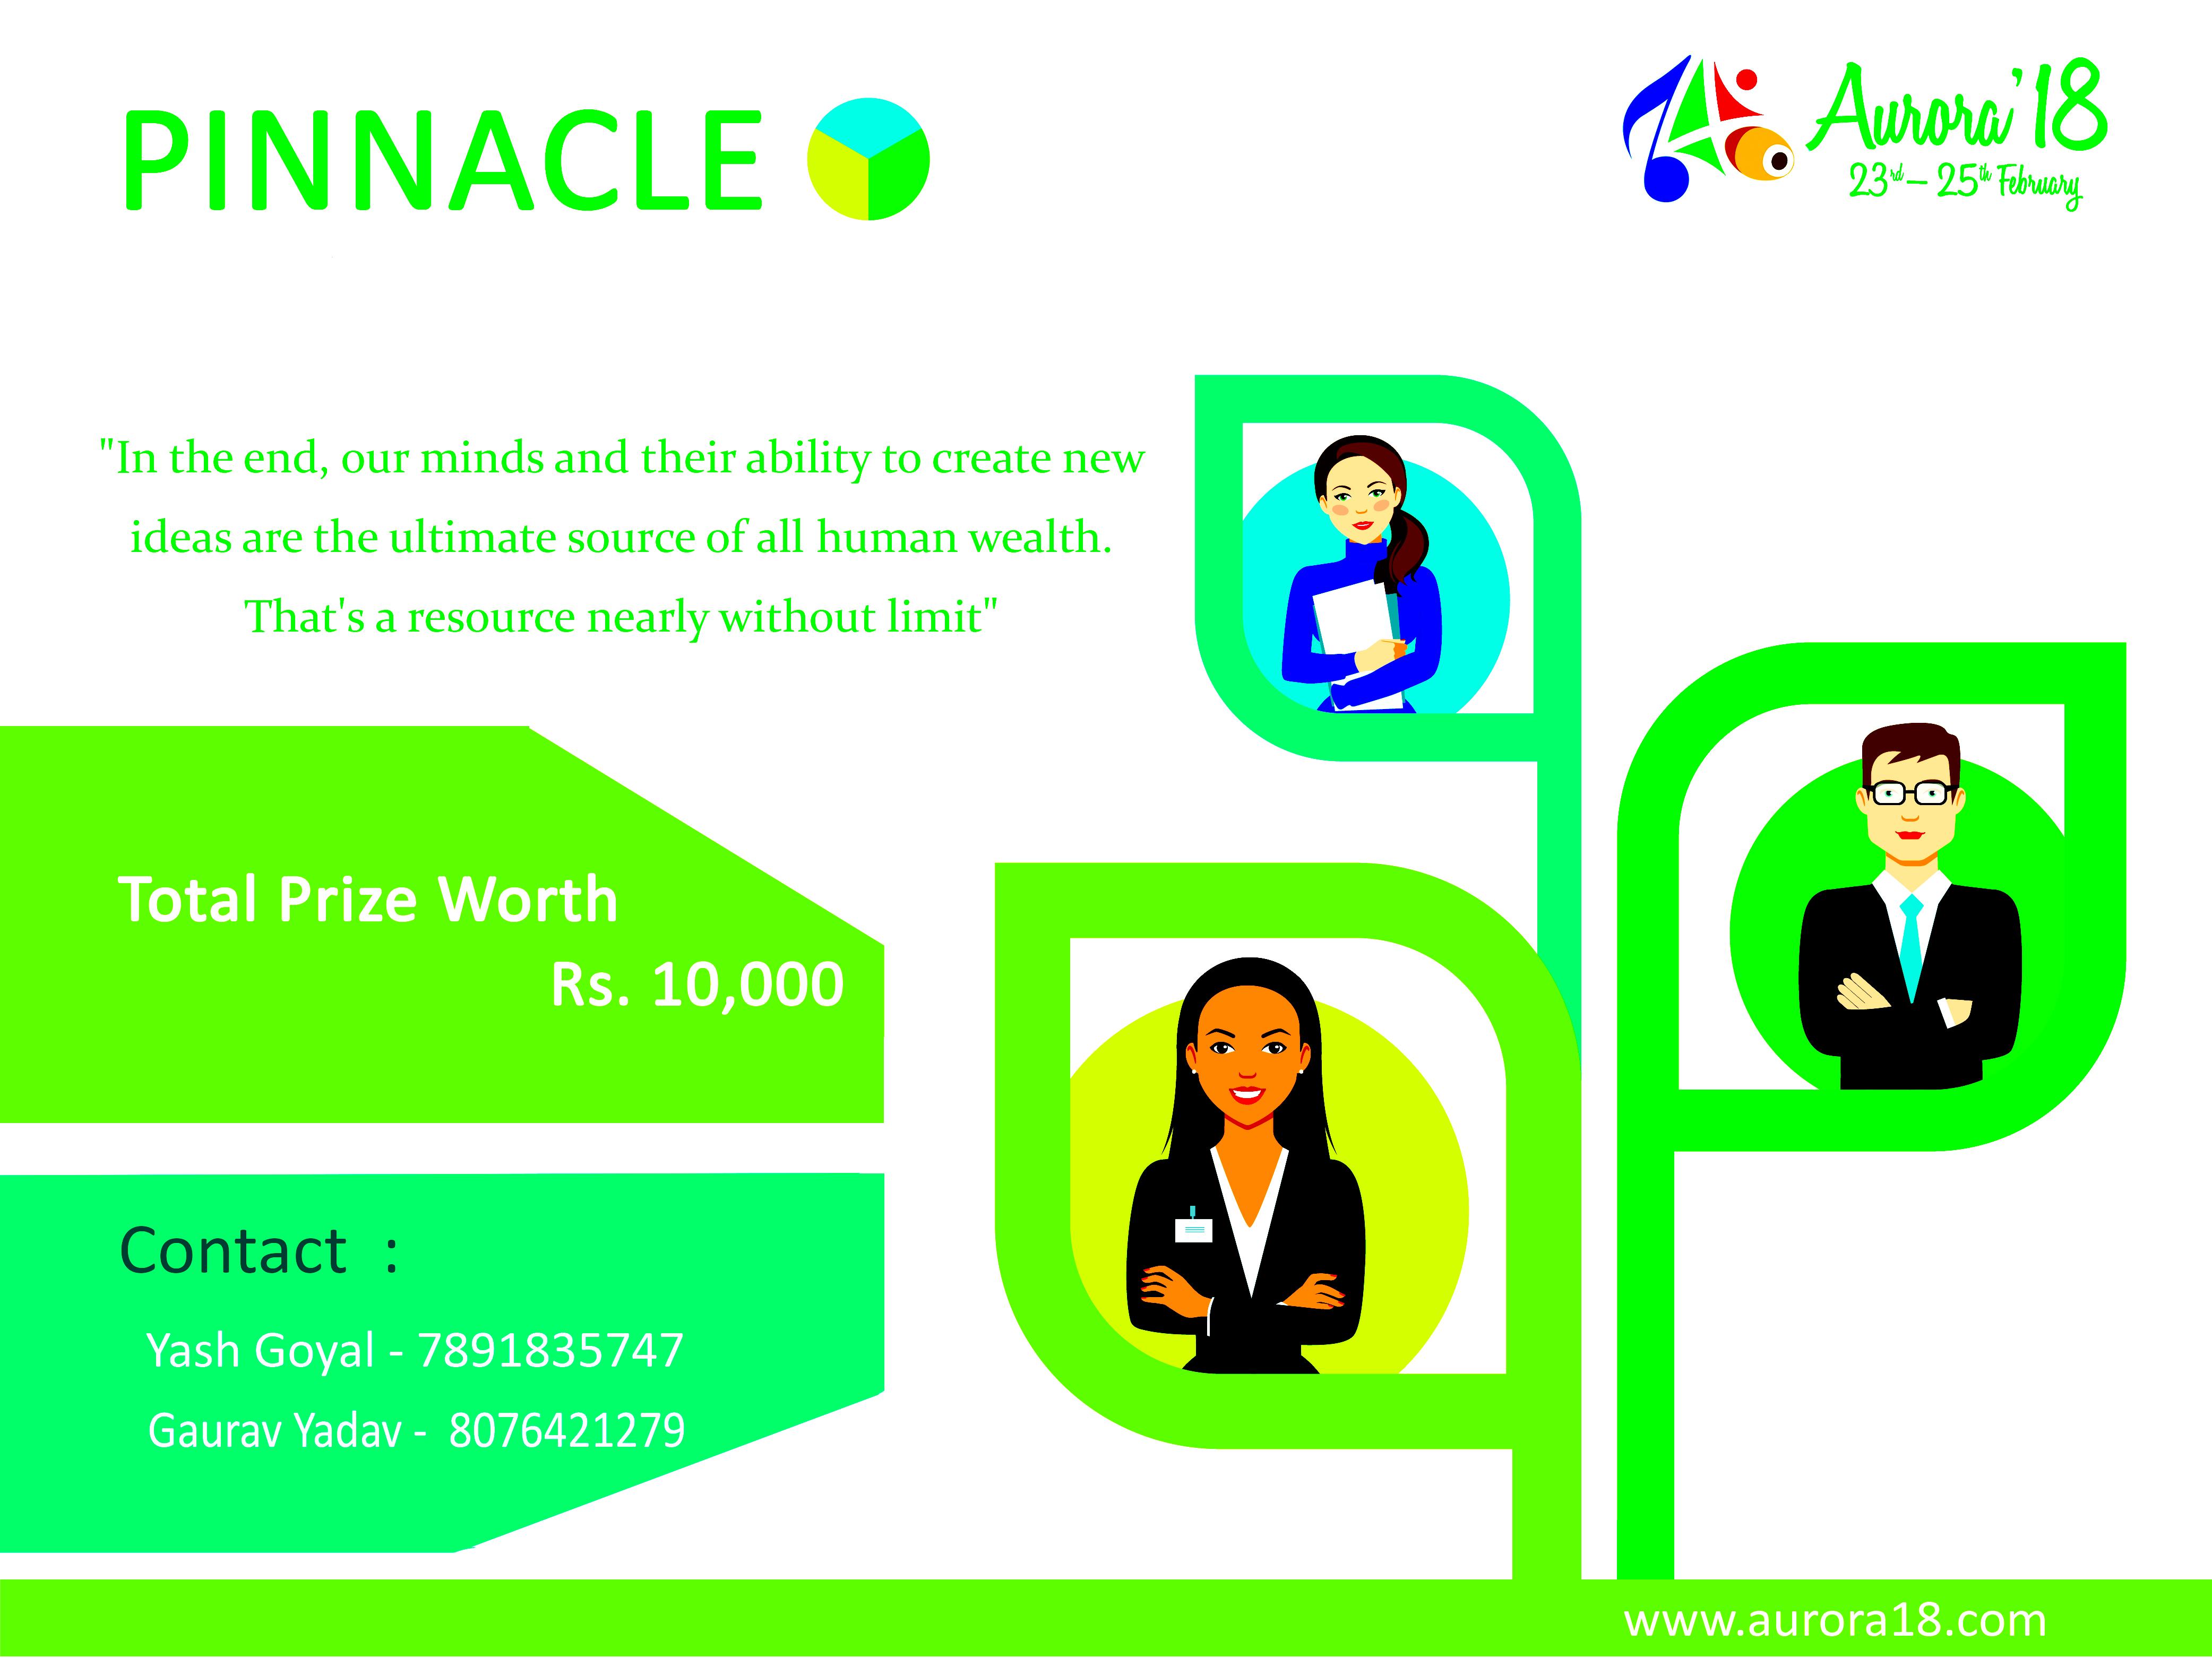 PINNACLE
Aurora'18
23rd – 25th February
"In the end, our minds and their ability to create new
ideas are the ultimate source of all human wealth.
That's a resource nearly without limit"
Total Prize Worth
Rs. 10,000
Contact :
Yash Goyal - 7891835747
Gaurav Yadav - 8076421279
www.aurora18.com